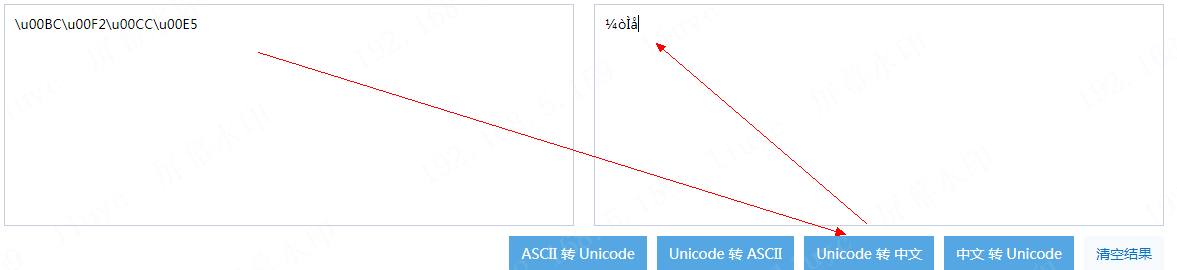 \u00BC\u00F2\u00CC\u00E5
¼òÌå
ASCII 转 Unicode
Unicode 转 ASCII
Unicode 转 中文
中文 转 Unicode
清空结果